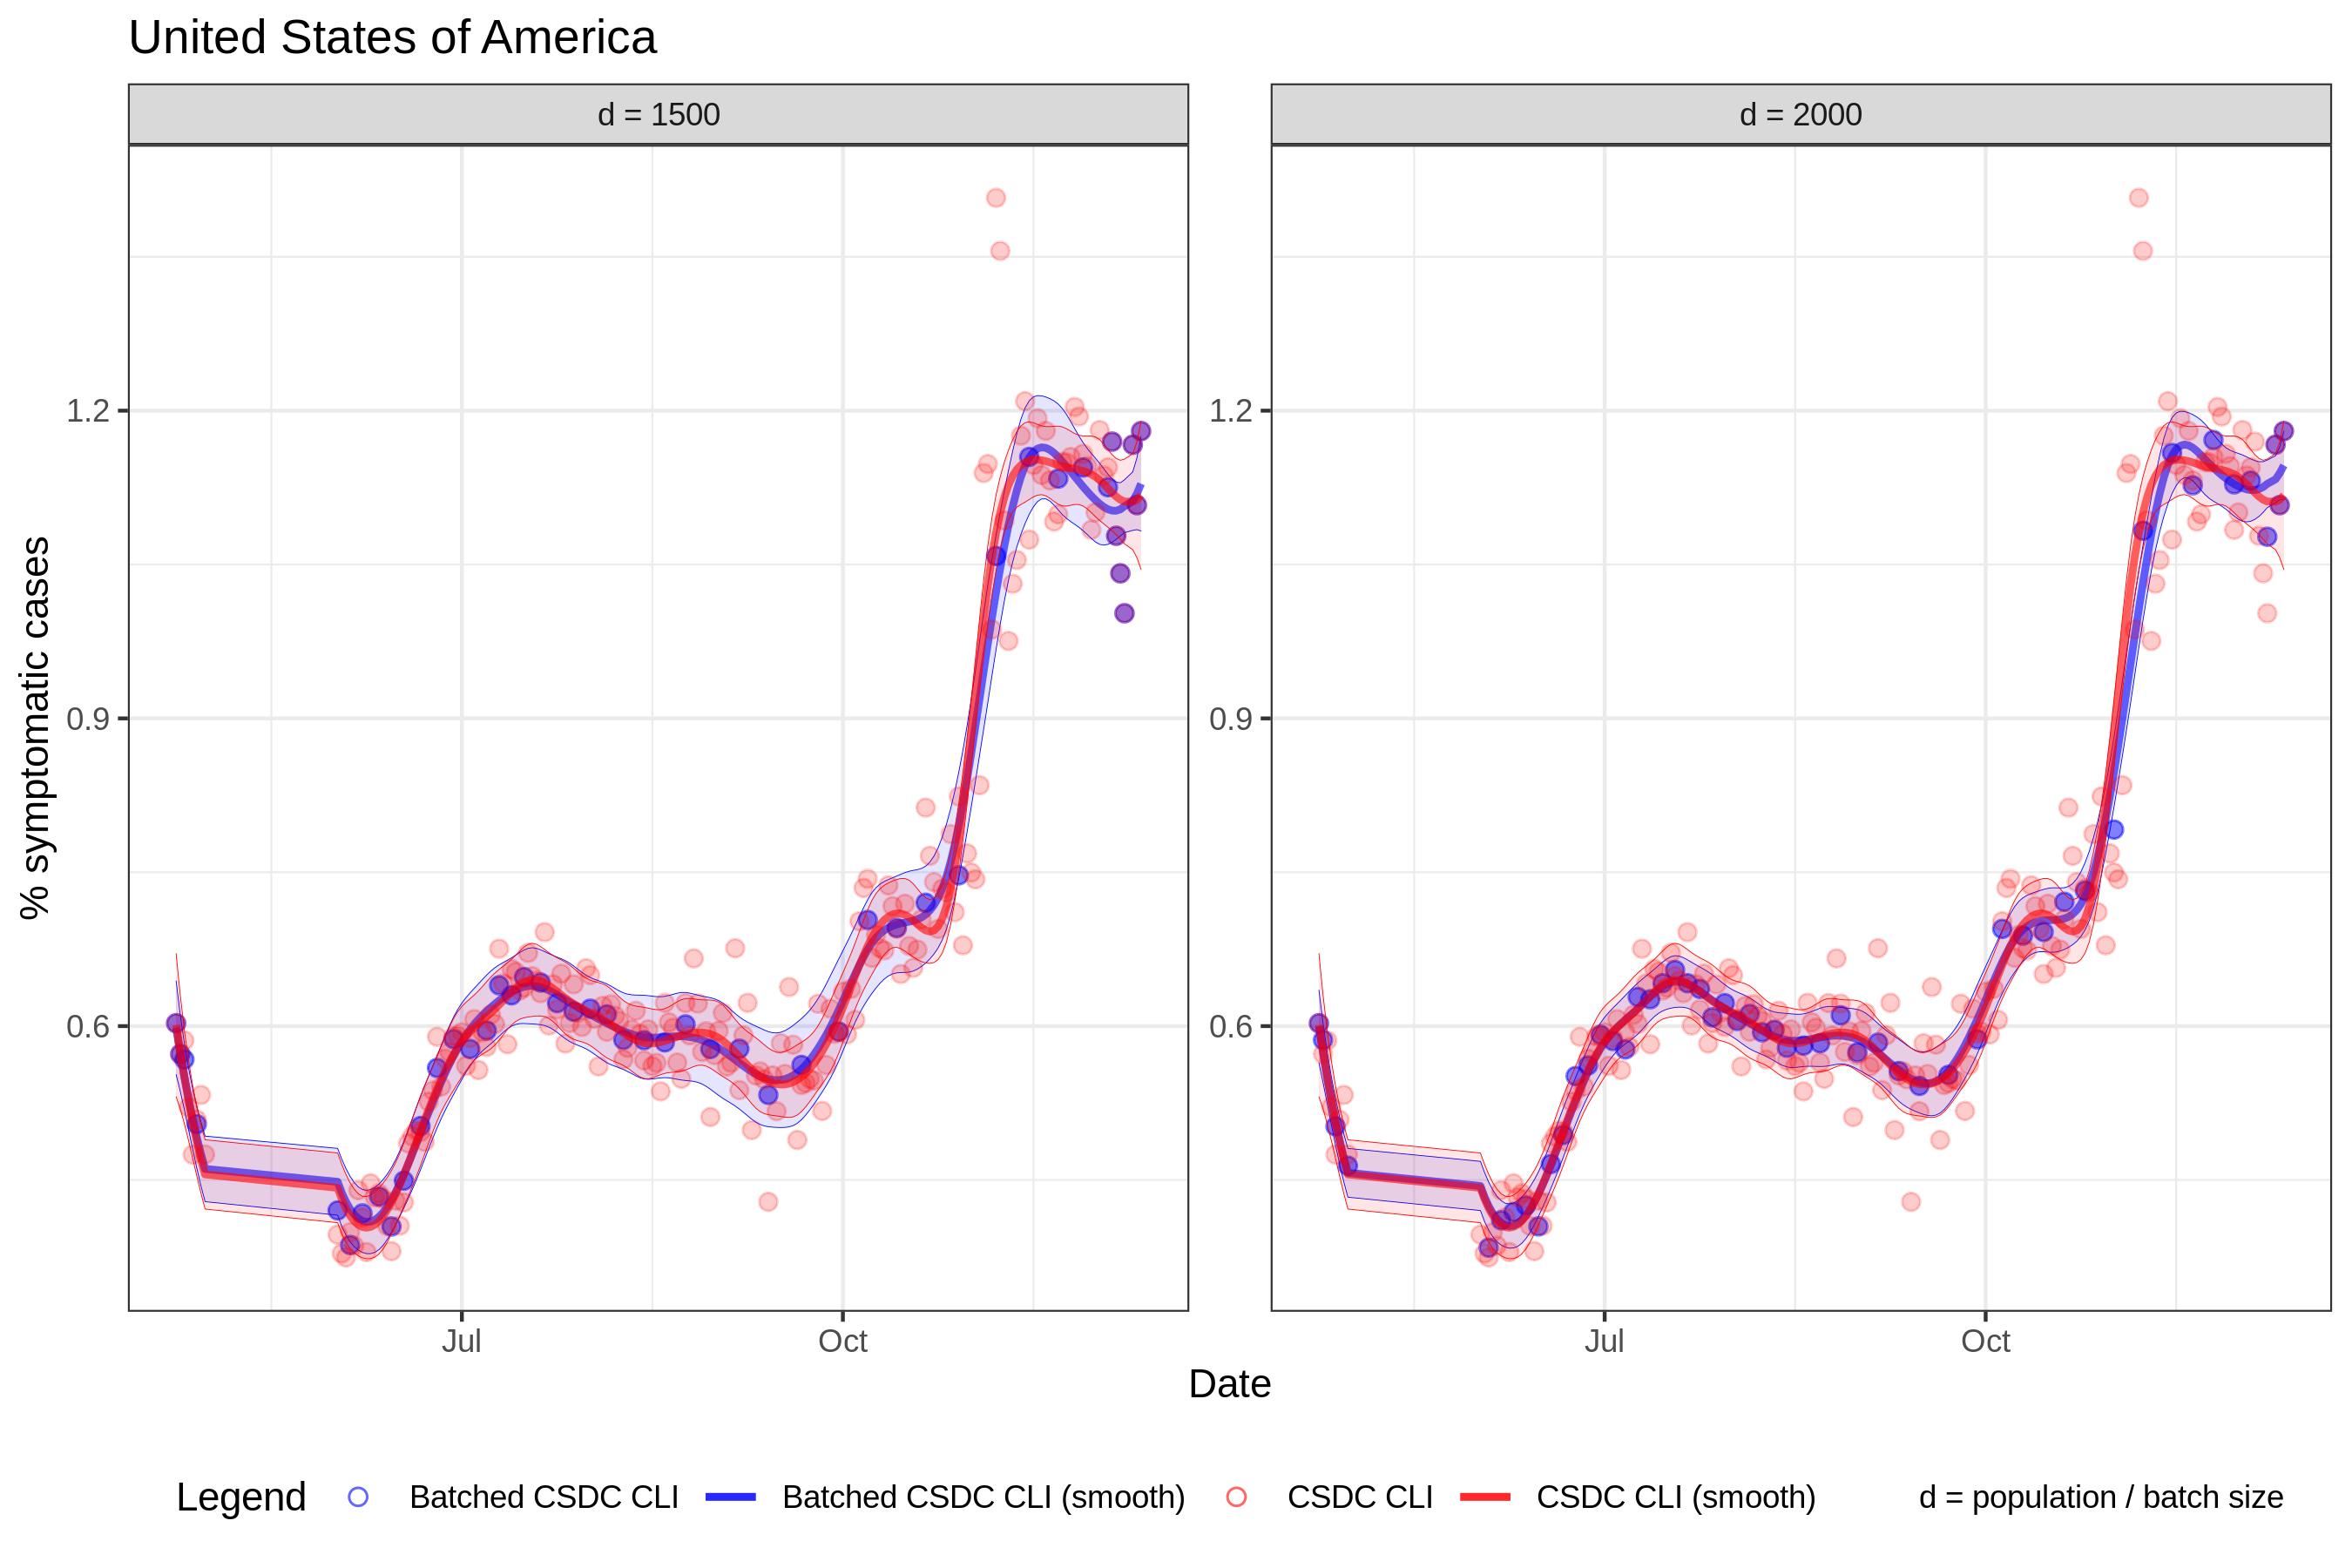 United States of America
d = 1500
d = 2000
% symptomatic cases
1.2
0.9
0.6
1.2
0.9
0.6
Jul
Oct
Jul
Oct
Date
Legend Batched CSDC CLI Batched CSDC CLI (smooth) CSDC CLI CSDC CLI (smooth) d = population / batch size